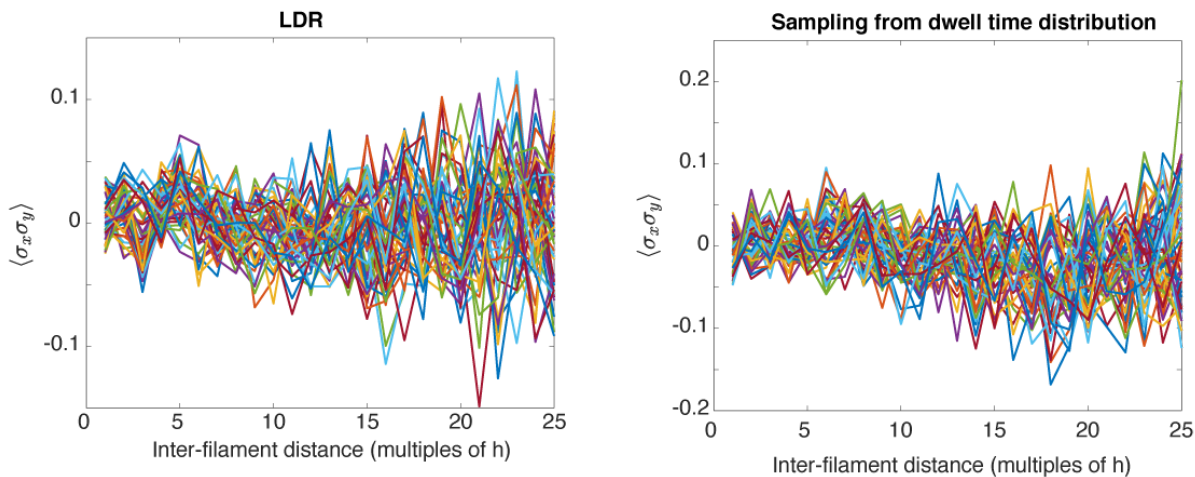 LDR
0.1
0
-0.1
⟨σxσy⟩
0 5 10 15 20 25
Inter-filament distance (multiples of h)
Sampling from dwell time distribution
0.2
0.1
0
-0.1
-0.2
⟨σxσy⟩
0 5 10 15 20 25
Inter-filament distance (multiples of h)